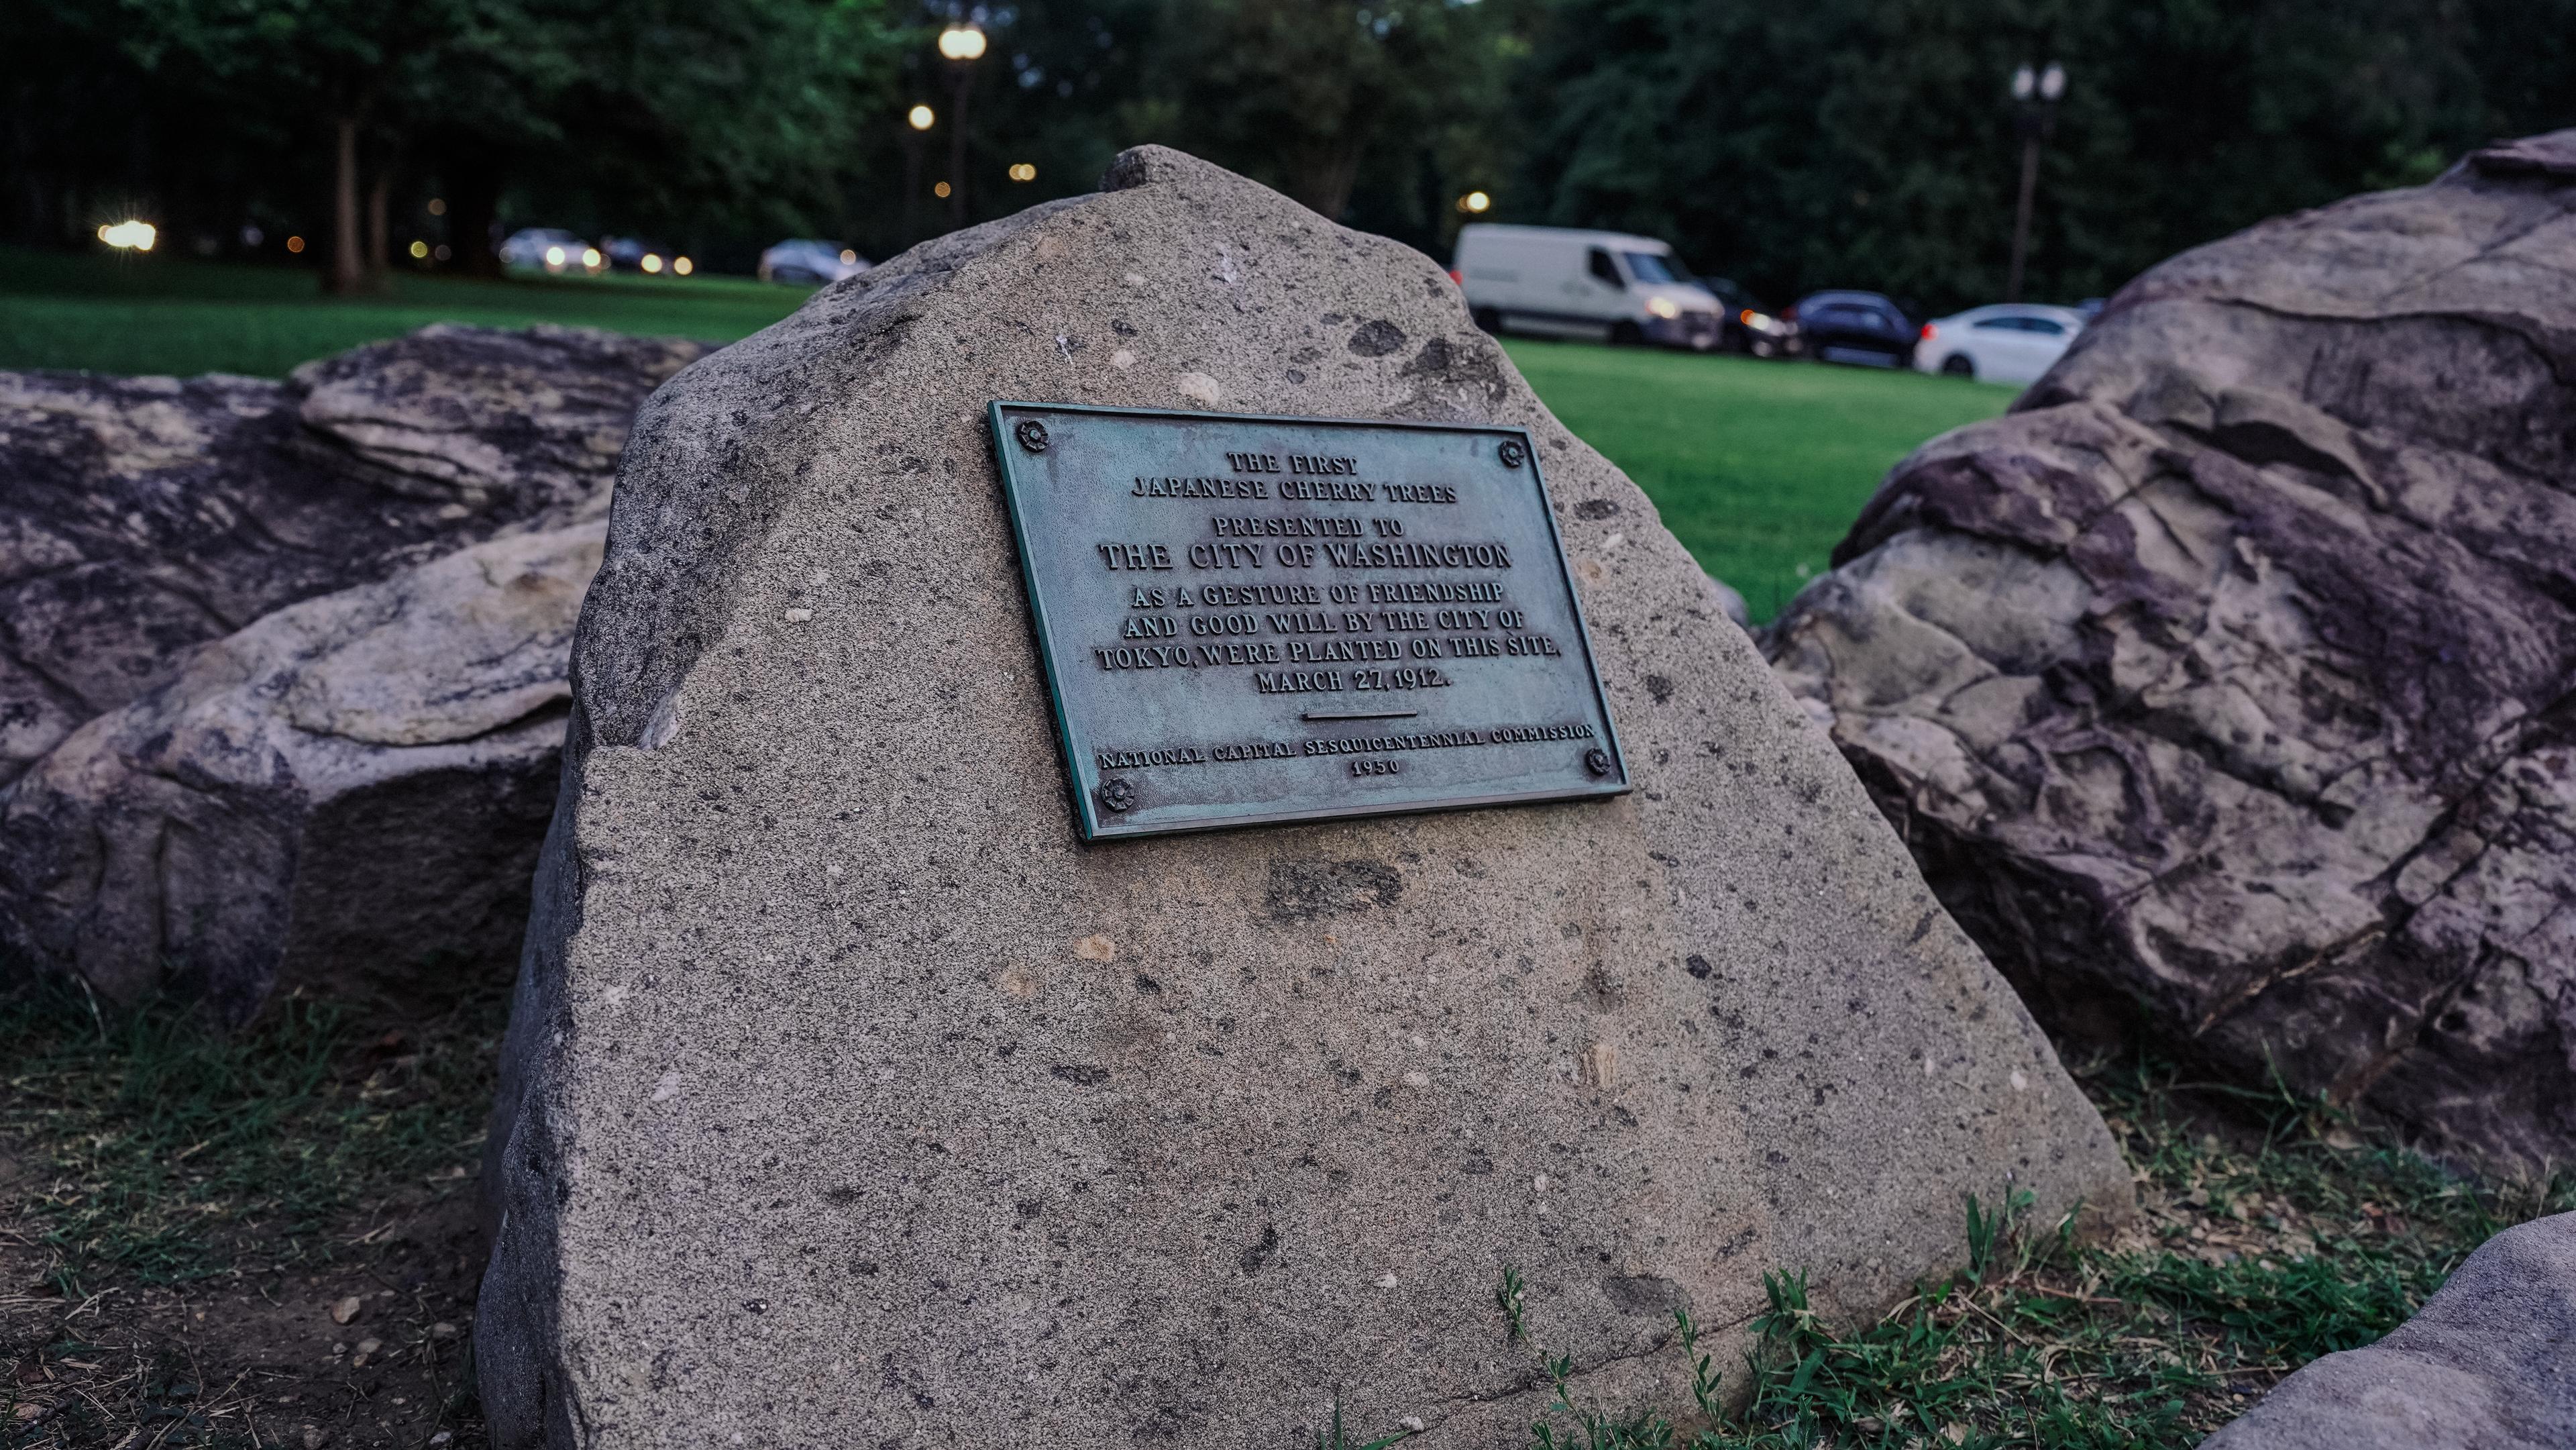 THE FIRST
JAPANESE CHERRY TREES
PRESENTED TO
THE CITY OF WASHINGTON
AS A GESTURE OF FRIENDSHIP
AND GOOD WILL BY THE CITY OF
TOKYO, WERE PLANTED ON THIS SITE,
MARCH 27, 1912.
NATIONAL CAPITAL SESQUICENTENNIAL COMMISSION
1950